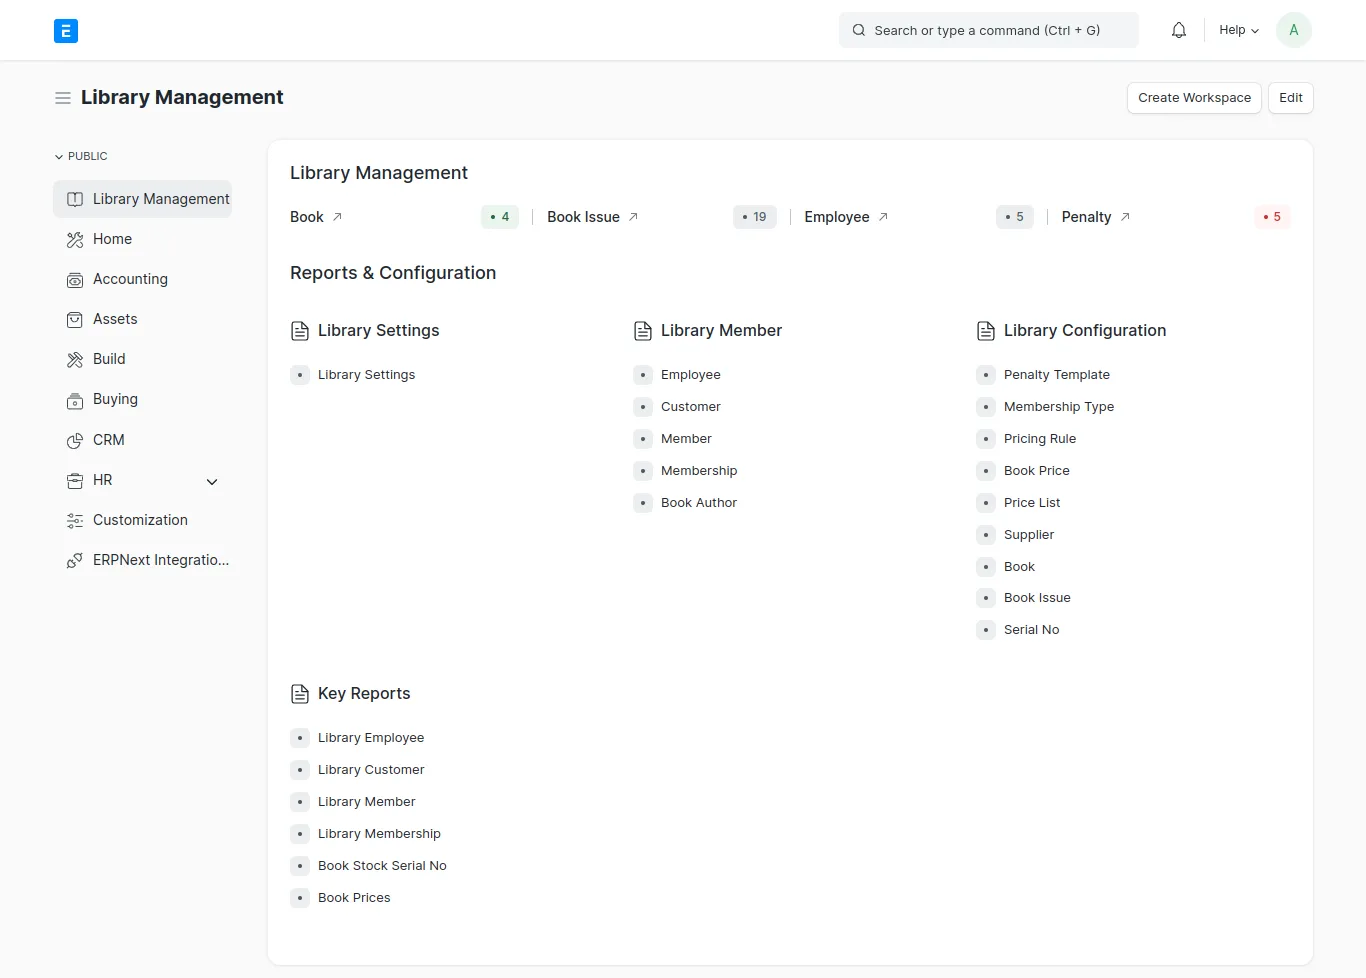 E
Search or type a command (Ctrl + G)
Help
A
Library Management
Create Workspace
Edit
PUBLIC
Library Management
Home
Accounting
Assets
Build
Buying
CRM
HR
Customization
ERPNext Integratio...
Library Management
Book 4
Book Issue 19
Employee 5
Penalty 5
Reports & Configuration
Library Settings
Library Settings
Library Member
Employee
Customer
Member
Membership
Book Author
Library Configuration
Penalty Template
Membership Type
Pricing Rule
Book Price
Price List
Supplier
Book
Book Issue
Serial No
Key Reports
Library Employee
Library Customer
Library Member
Library Membership
Book Stock Serial No
Book Prices